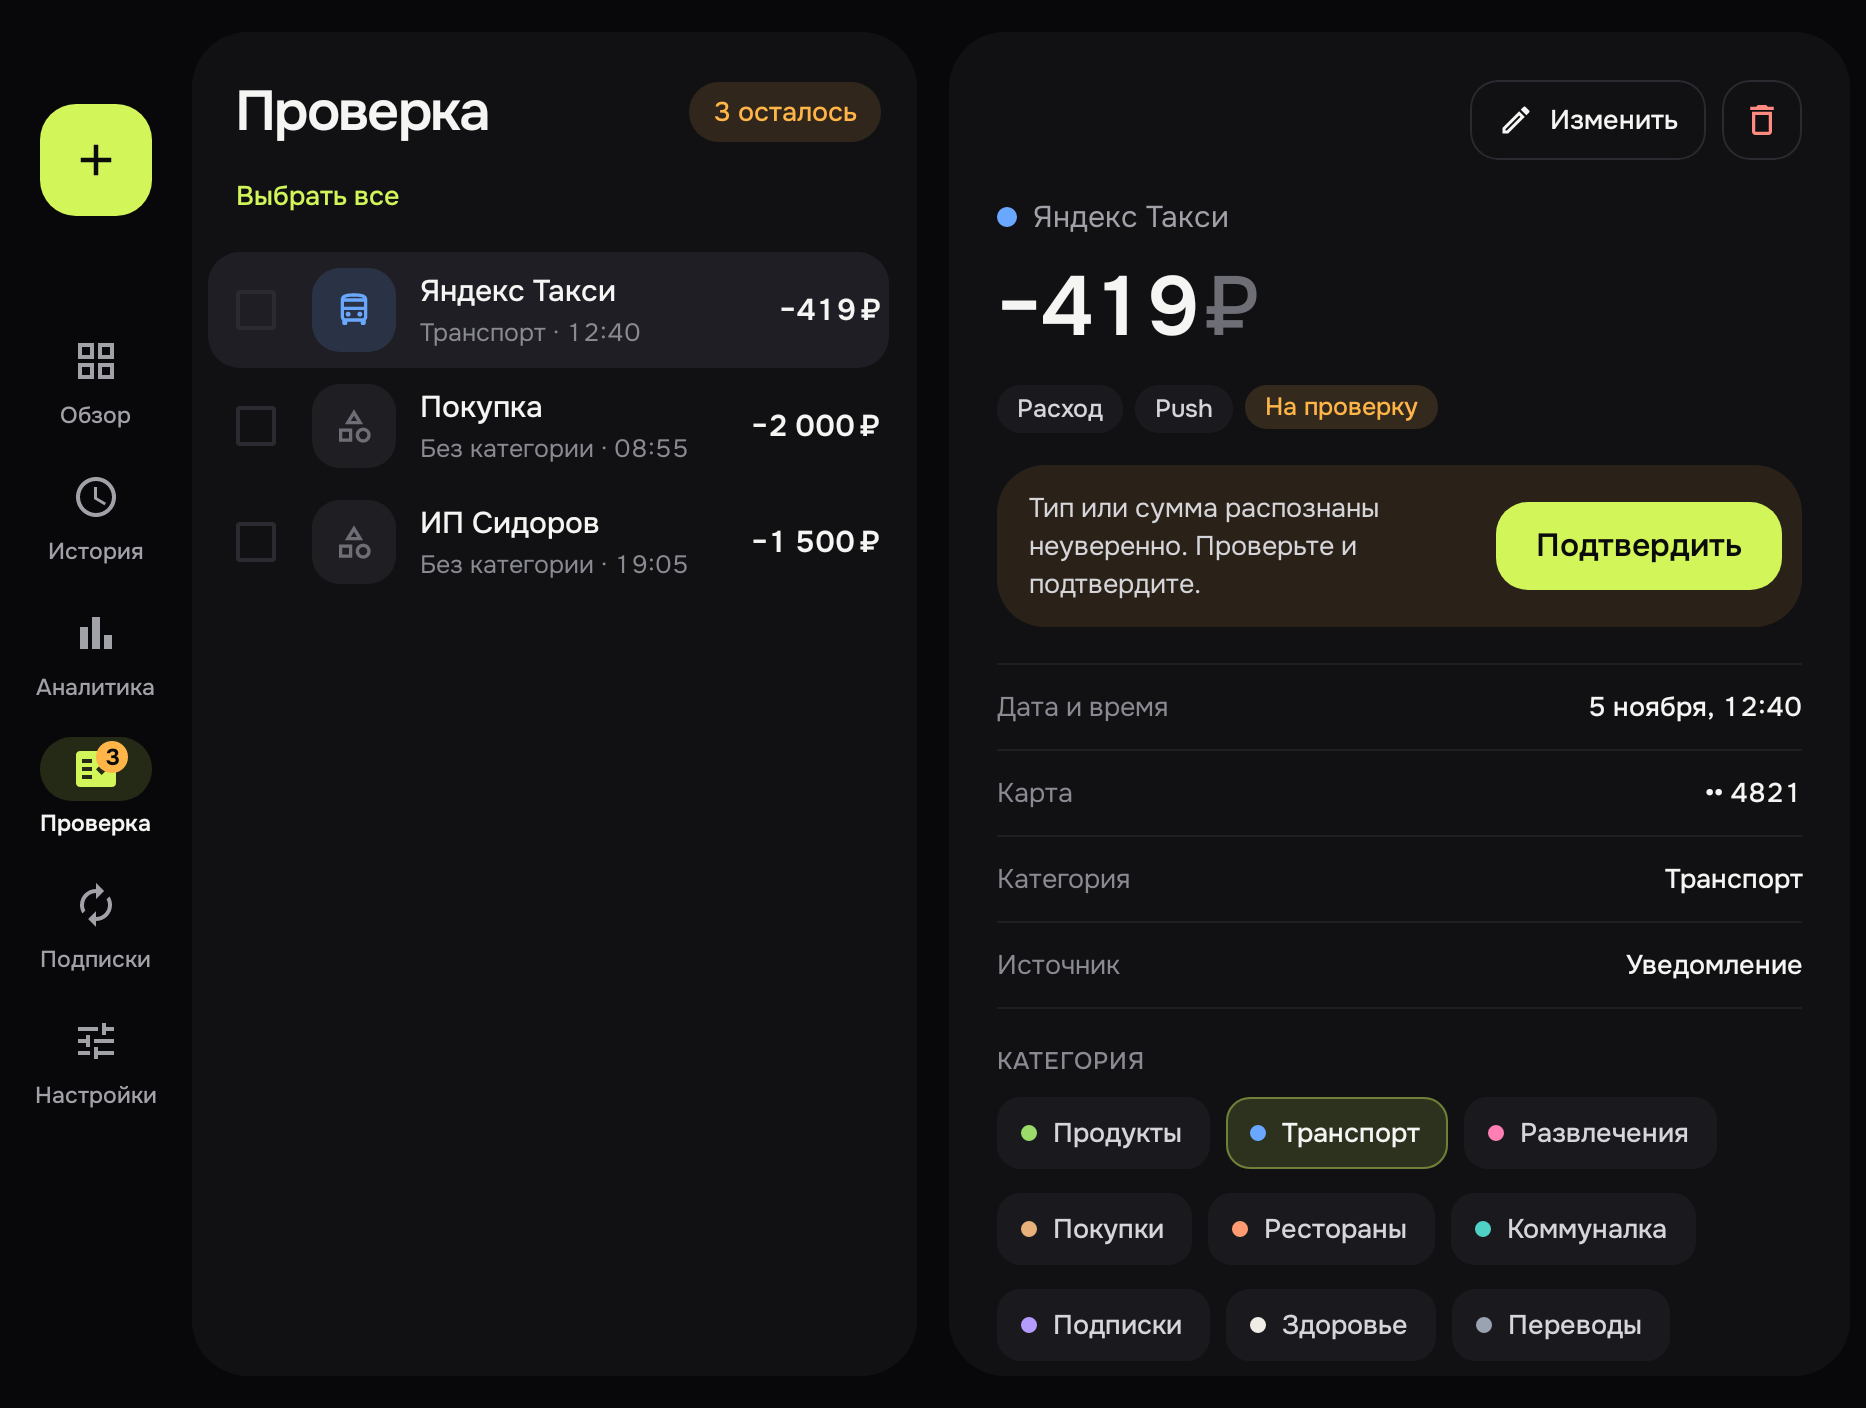 Обзор
История
Аналитика
3
Проверка
Подписки
Настройки
Проверка
3 осталось
Выбрать все
Яндекс Такси
Транспорт · 12:40
−419 ₽
Покупка
Без категории · 08:55
−2 000 ₽
ИП Сидоров
Без категории · 19:05
−1 500 ₽
Изменить
Яндекс Такси
−419 ₽
Расход
Push
На проверку
Тип или сумма распознаны
неуверенно. Проверьте и
подтвердите.
Подтвердить
Дата и время
5 ноября, 12:40
Карта
•• 4821
Категория
Транспорт
Источник
Уведомление
КАТЕГОРИЯ
Продукты
Транспорт
Развлечения
Покупки
Рестораны
Коммуналка
Подписки
Здоровье
Переводы